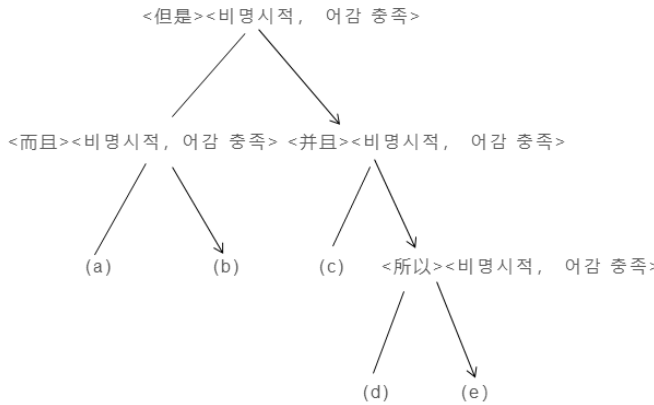 <但是><비명시적, 어감 충족>
<而且><비명시적, 어감 충족> <并且><비명시적, 어감 충족>
(a) (b) (c) <所以><비명시적, 어감 충족>
(d) (e)